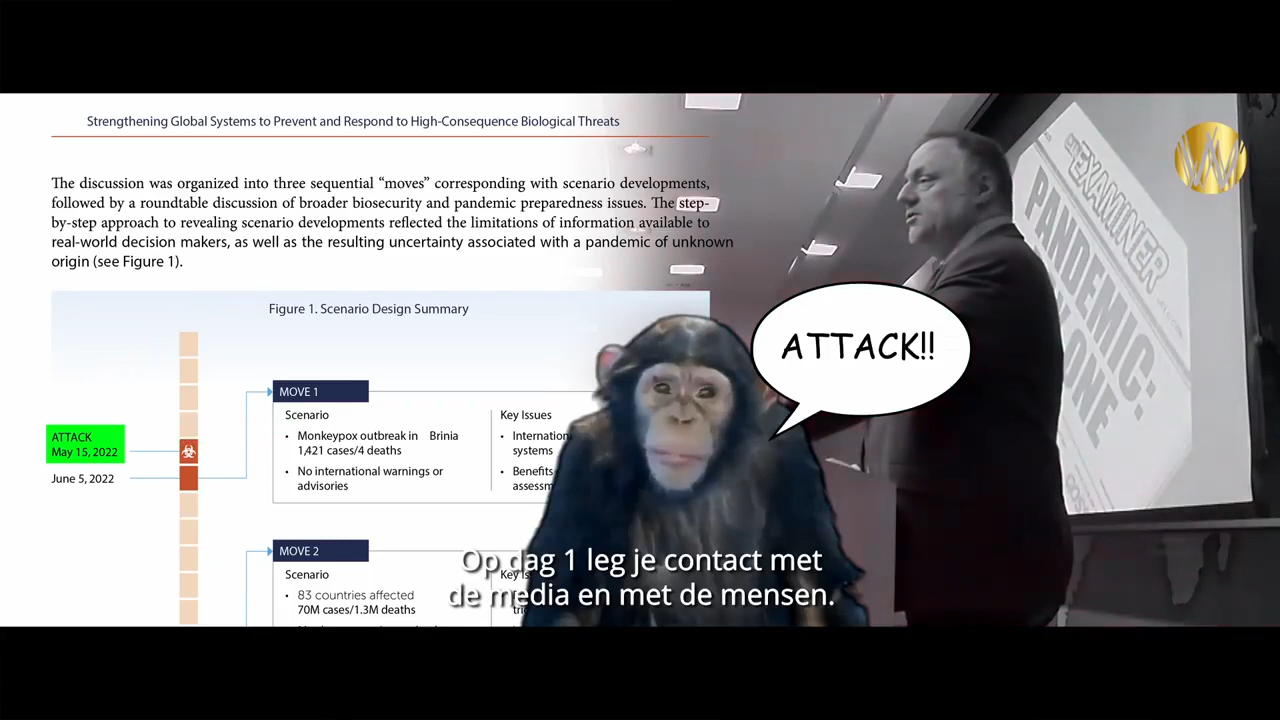 Strengthening Global Systems to Prevent and Respond to High-Consequence Biological Threats
The discussion was organized into three sequential “moves” corresponding with scenario developments,
followed by a roundtable discussion of broader biosecurity and pandemic preparedness issues. The step-
by-step approach to revealing scenario developments reflected the limitations of information available to
real-world decision makers, as well as the resulting uncertainty associated with a pandemic of unknown
origin (see Figure 1).
Figure 1. Scenario Design Summary
MOVE 1
Scenario
• Monkeypox outbreak in Brinia
1,421 cases/4 deaths
• No international warnings or
advisories
Key Issues
•
systems
• Benefits
ATTACK
May 15, 2022
June 5, 2022
MOVE 2
Scenario
• 83 countries affected
70M cases/1.3M deaths
ATTACK!!
EXAMINER
PANDEMIC:
Op dag 1 leg je contact met
de media en met de mensen.